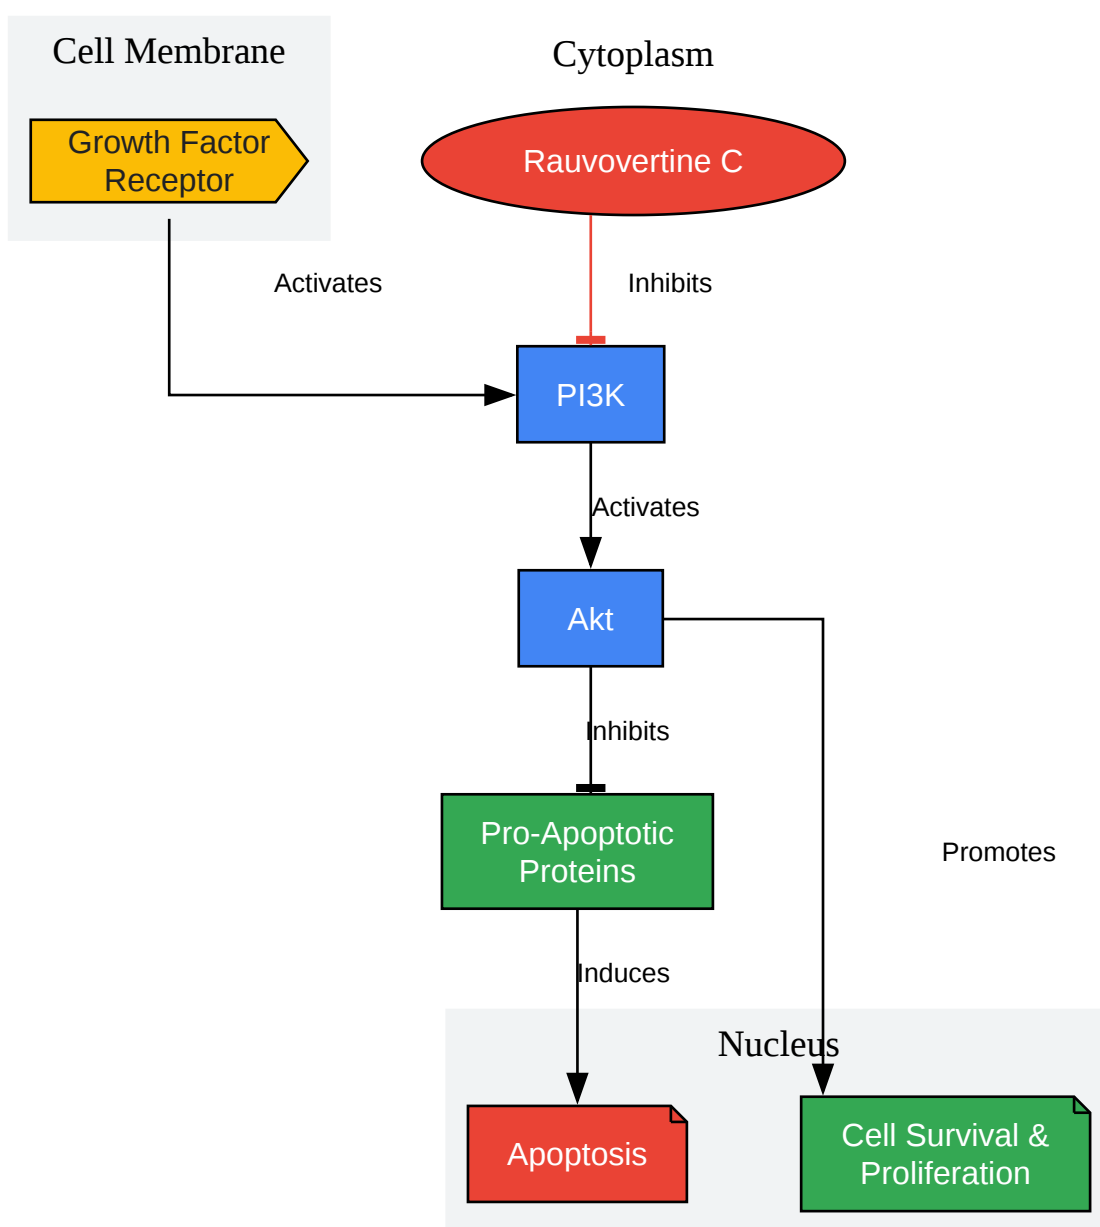 Cell Membrane
Cytoplasm
Growth Factor
Receptor
Rauvovertine C
Activates
Inhibits
PI3K
Activates
Akt
Inhibits
Pro-Apoptotic
Proteins
Promotes
Induces
Nucleus
Apoptosis
Cell Survival &
Proliferation